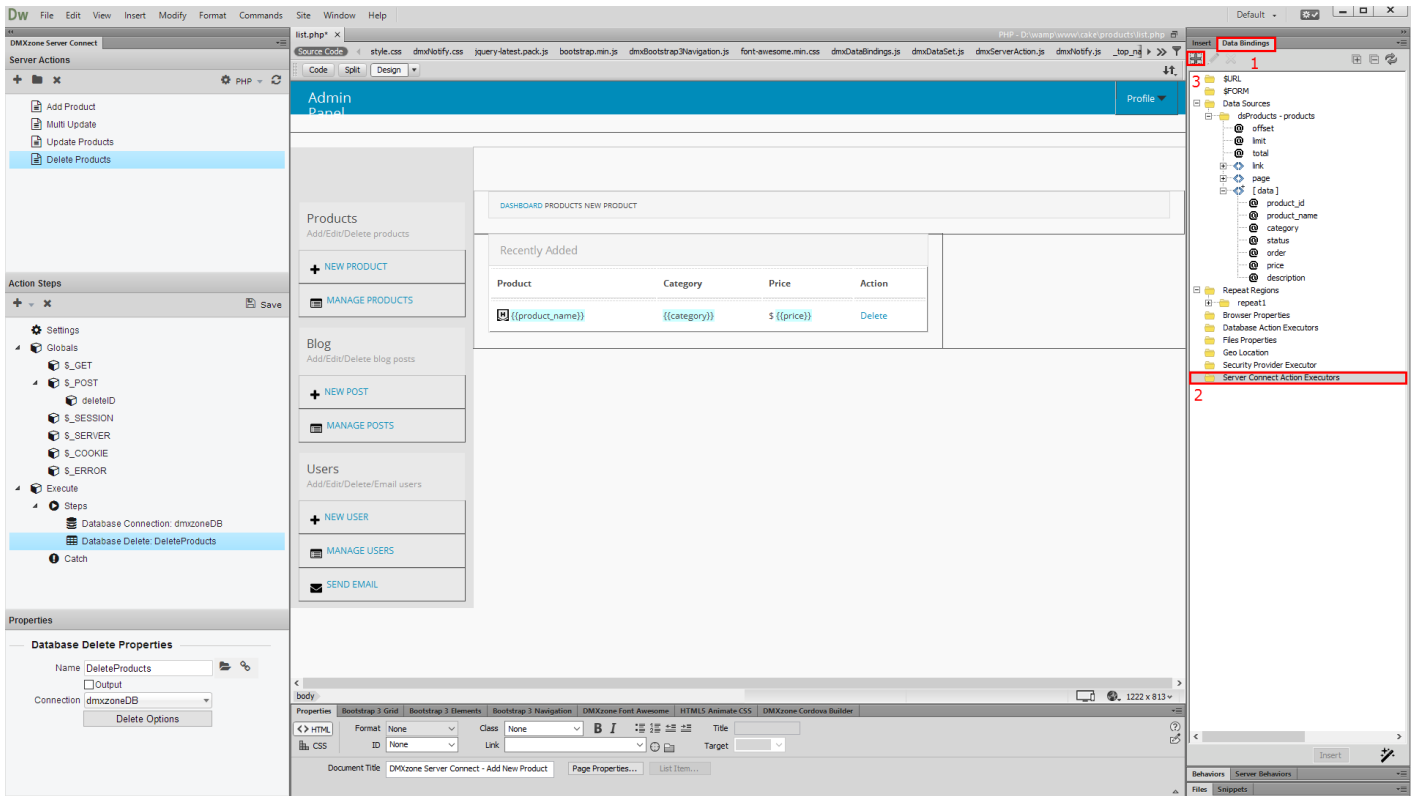 DW File Edit View Insert Modify Format Commands Site Window Help Default
DMXzone Server Connect
Server Actions
PHP
Add Product
Multi Update
Update Products
Delete Products
Action Steps
Save
Settings
Globals
$_GET
$_POST
deleteID
$_SESSION
$_SERVER
$_COOKIE
$_ERROR
Execute
Steps
Database Connection: dmxzoneDB
Database Delete: DeleteProducts
Catch
Properties
Database Delete Properties
Name DeleteProducts
Output
Connection dmxzoneDB
Delete Options
list.php* × PHP - D:\wamp\www\cake\products\list.php
Source Code style.css dmxNotify.css jquery-latest.pack.js bootstrap.min.js dmxBootstrap3Navigation.js font-awesome.min.css dmxDataBindings.js dmxDataSet.js dmxServerAction.js dmxNotify.js _top_na
Code Split Design
Admin
Panel
Profile
Products
Add/Edit/Delete products
NEW PRODUCT
MANAGE PRODUCTS
Blog
Add/Edit/Delete blog posts
NEW POST
MANAGE POSTS
Users
Add/Edit/Delete/Email users
NEW USER
MANAGE USERS
SEND EMAIL
DASHBOARD PRODUCTS NEW PRODUCT
Recently Added
Product Category Price Action
{{product_name}} {{category}} $ {{price}} Delete
body 1222 x 813
Properties Bootstrap 3 Grid Bootstrap 3 Elements Bootstrap 3 Navigation DMXzone Font Awesome HTML5 Animate CSS DMXzone Cordova Builder
<> HTML Format None Class None B I Title
CSS ID None Link Target
Document Title DMXzone Server Connect - Add New Product Page Properties... List Item...
Insert Data Bindings
1
3
$URL
$FORM
Data Sources
dsProducts - products
offset
limit
total
link
page
[ data ]
product_id
product_name
category
status
order
price
description
Repeat Regions
repeat1
Browser Properties
Database Action Executors
Files Properties
Geo Location
Security Provider Executor
Server Connect Action Executors
2
Insert
Behaviors Server Behaviors
Files Snippets